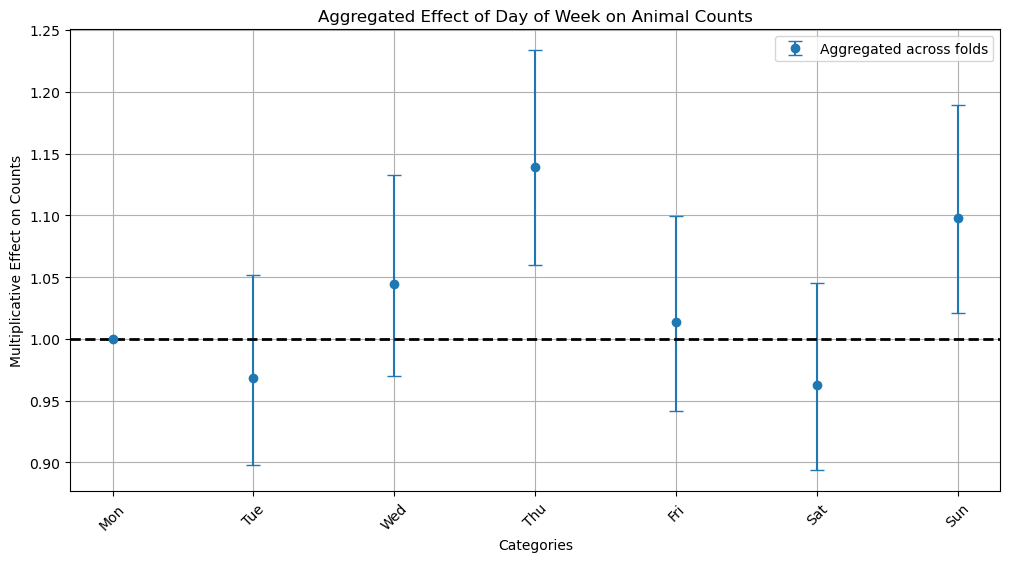 Aggregated Effect of Day of Week on Animal Counts
Aggregated across folds
Multiplicative Effect on Counts
1.25
1.20
1.15
1.10
1.05
1.00
0.95
0.90
Mon
Tue
Wed
Thu
Fri
Sat
Sun
Categories